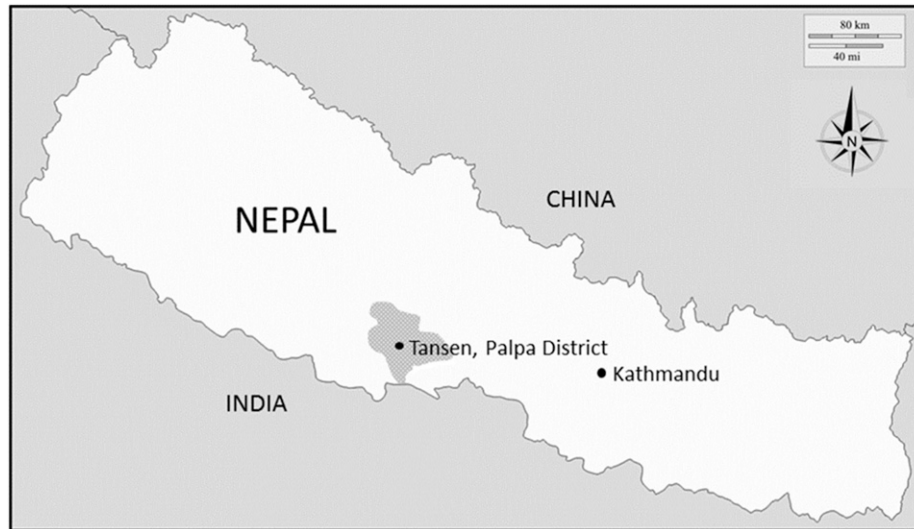 80 km
40 mi
N
CHINA
NEPAL
Tansen, Palpa District
Kathmandu
INDIA